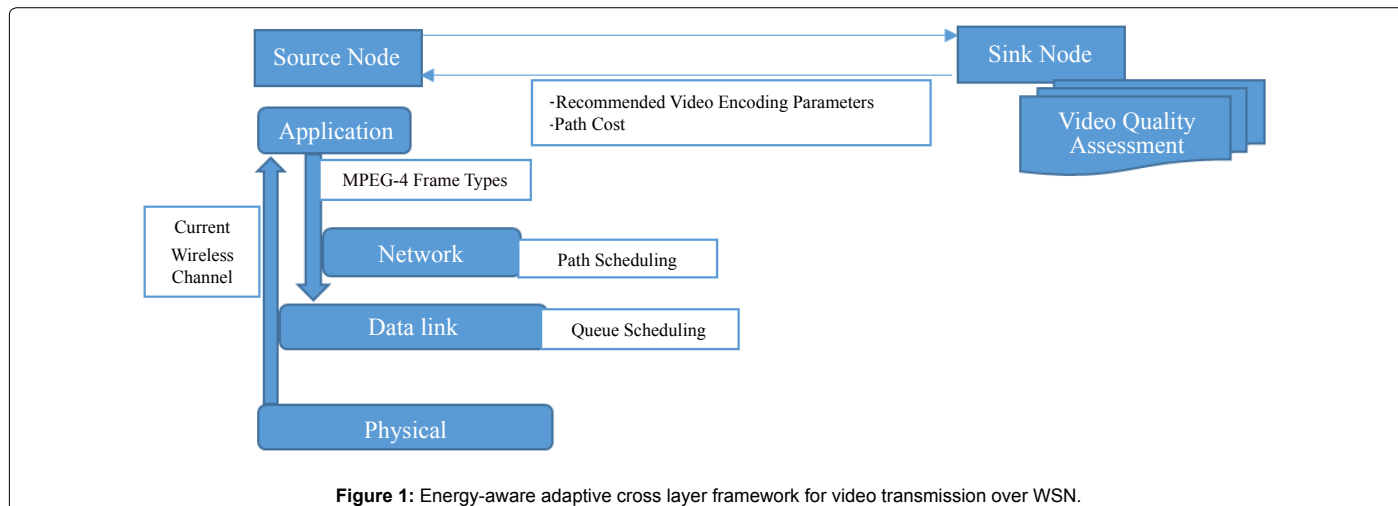 Source Node
Sink Node
-Recommended Video Encoding Parameters
-Path Cost
Video Quality
Assessment
Application
MPEG-4 Frame Types
Current
Wireless
Channel
Network
Path Scheduling
Data link
Queue Scheduling
Physical
Figure 1: Energy-aware adaptive cross layer framework for video transmission over WSN.